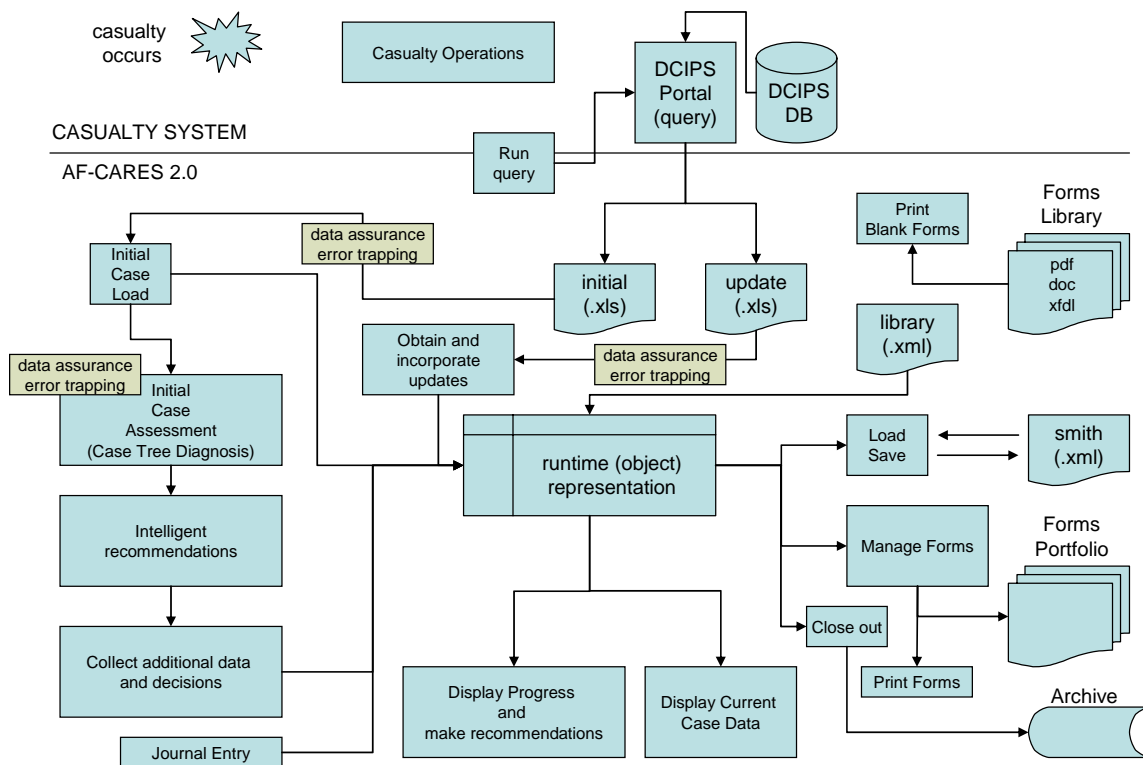 casualty
occurs
Casualty Operations
DCIPS
Portal
(query)
DCIPS
DB
CASUALTY SYSTEM
Run
query
AF-CARES 2.0
Forms
Library
Print
Blank Forms
pdf
doc
xfdl
data assurance
error trapping
Initial
Case
Load
initial
(.xls)
update
(.xls)
library
(.xml)
Obtain and
incorporate
updates
data assurance
error trapping
data assurance
error trapping
Initial
Case
Assessment
(Case Tree Diagnosis)
runtime (object)
representation
Load
Save
smith
(.xml)
Intelligent
recommendations
Manage Forms
Forms
Portfolio
Close out
Collect additional data
and decisions
Print Forms
Display Progress
and
make recommendations
Display Current
Case Data
Archive
Journal Entry